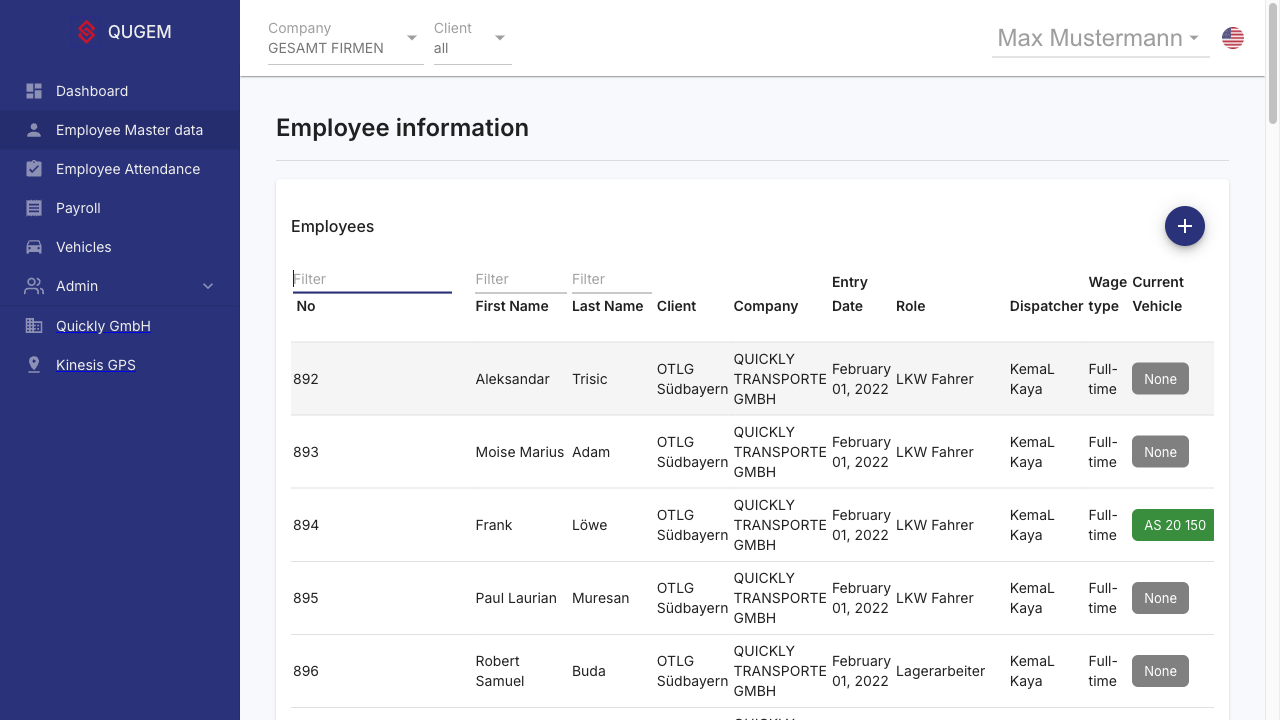 QUGEM
Dashboard
Employee Master data
Employee Attendance
Payroll
Vehicles
Admin
Quickly GmbH
Kinesis GPS
Company
GESAMT FIRMEN
Client
all
Max Mustermann
Employee information
Employees
Filter
No
Filter
First Name
Filter
Last Name
Client
Company
Entry
Date
Role
Dispatcher
Wage
type
Current
Vehicle
892
Aleksandar
Trisic
OTLG
Südbayern
QUICKLY
TRANSPORTE
GMBH
February
01, 2022
LKW Fahrer
KemaL
Kaya
Full-
time
None
893
Moise Marius
Adam
OTLG
Südbayern
QUICKLY
TRANSPORTE
GMBH
February
01, 2022
LKW Fahrer
KemaL
Kaya
Full-
time
None
894
Frank
Löwe
OTLG
Südbayern
QUICKLY
TRANSPORTE
GMBH
February
01, 2022
LKW Fahrer
KemaL
Kaya
Full-
time
AS 20 150
895
Paul Laurian
Muresan
OTLG
Südbayern
QUICKLY
TRANSPORTE
GMBH
February
01, 2022
LKW Fahrer
KemaL
Kaya
Full-
time
None
896
Robert
Samuel
Buda
OTLG
Südbayern
QUICKLY
TRANSPORTE
GMBH
February
01, 2022
Lagerarbeiter
KemaL
Kaya
Full-
time
None